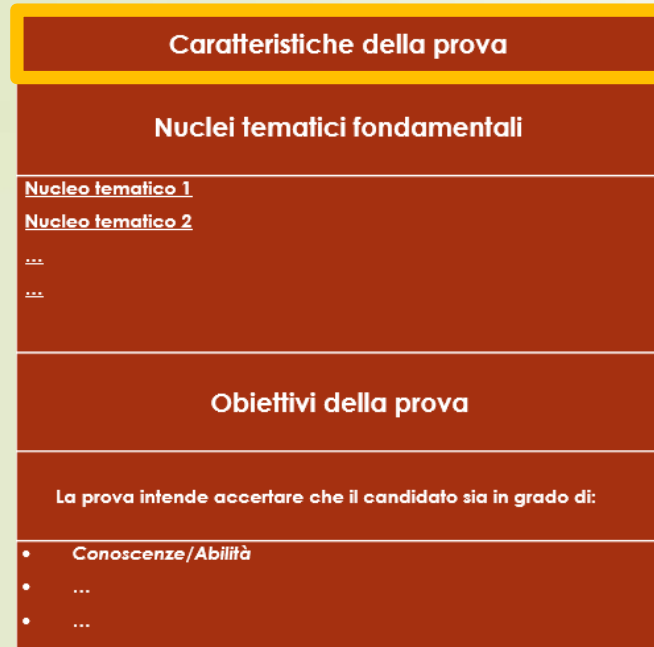 Caratteristiche della prova
Nuclei tematici fondamentali
Nucleo tematico 1
Nucleo tematico 2
...
...
Obiettivi della prova
La prova intende accertare che il candidato sia in grado di:
• Conoscenze/Abilità
• ...
• ...